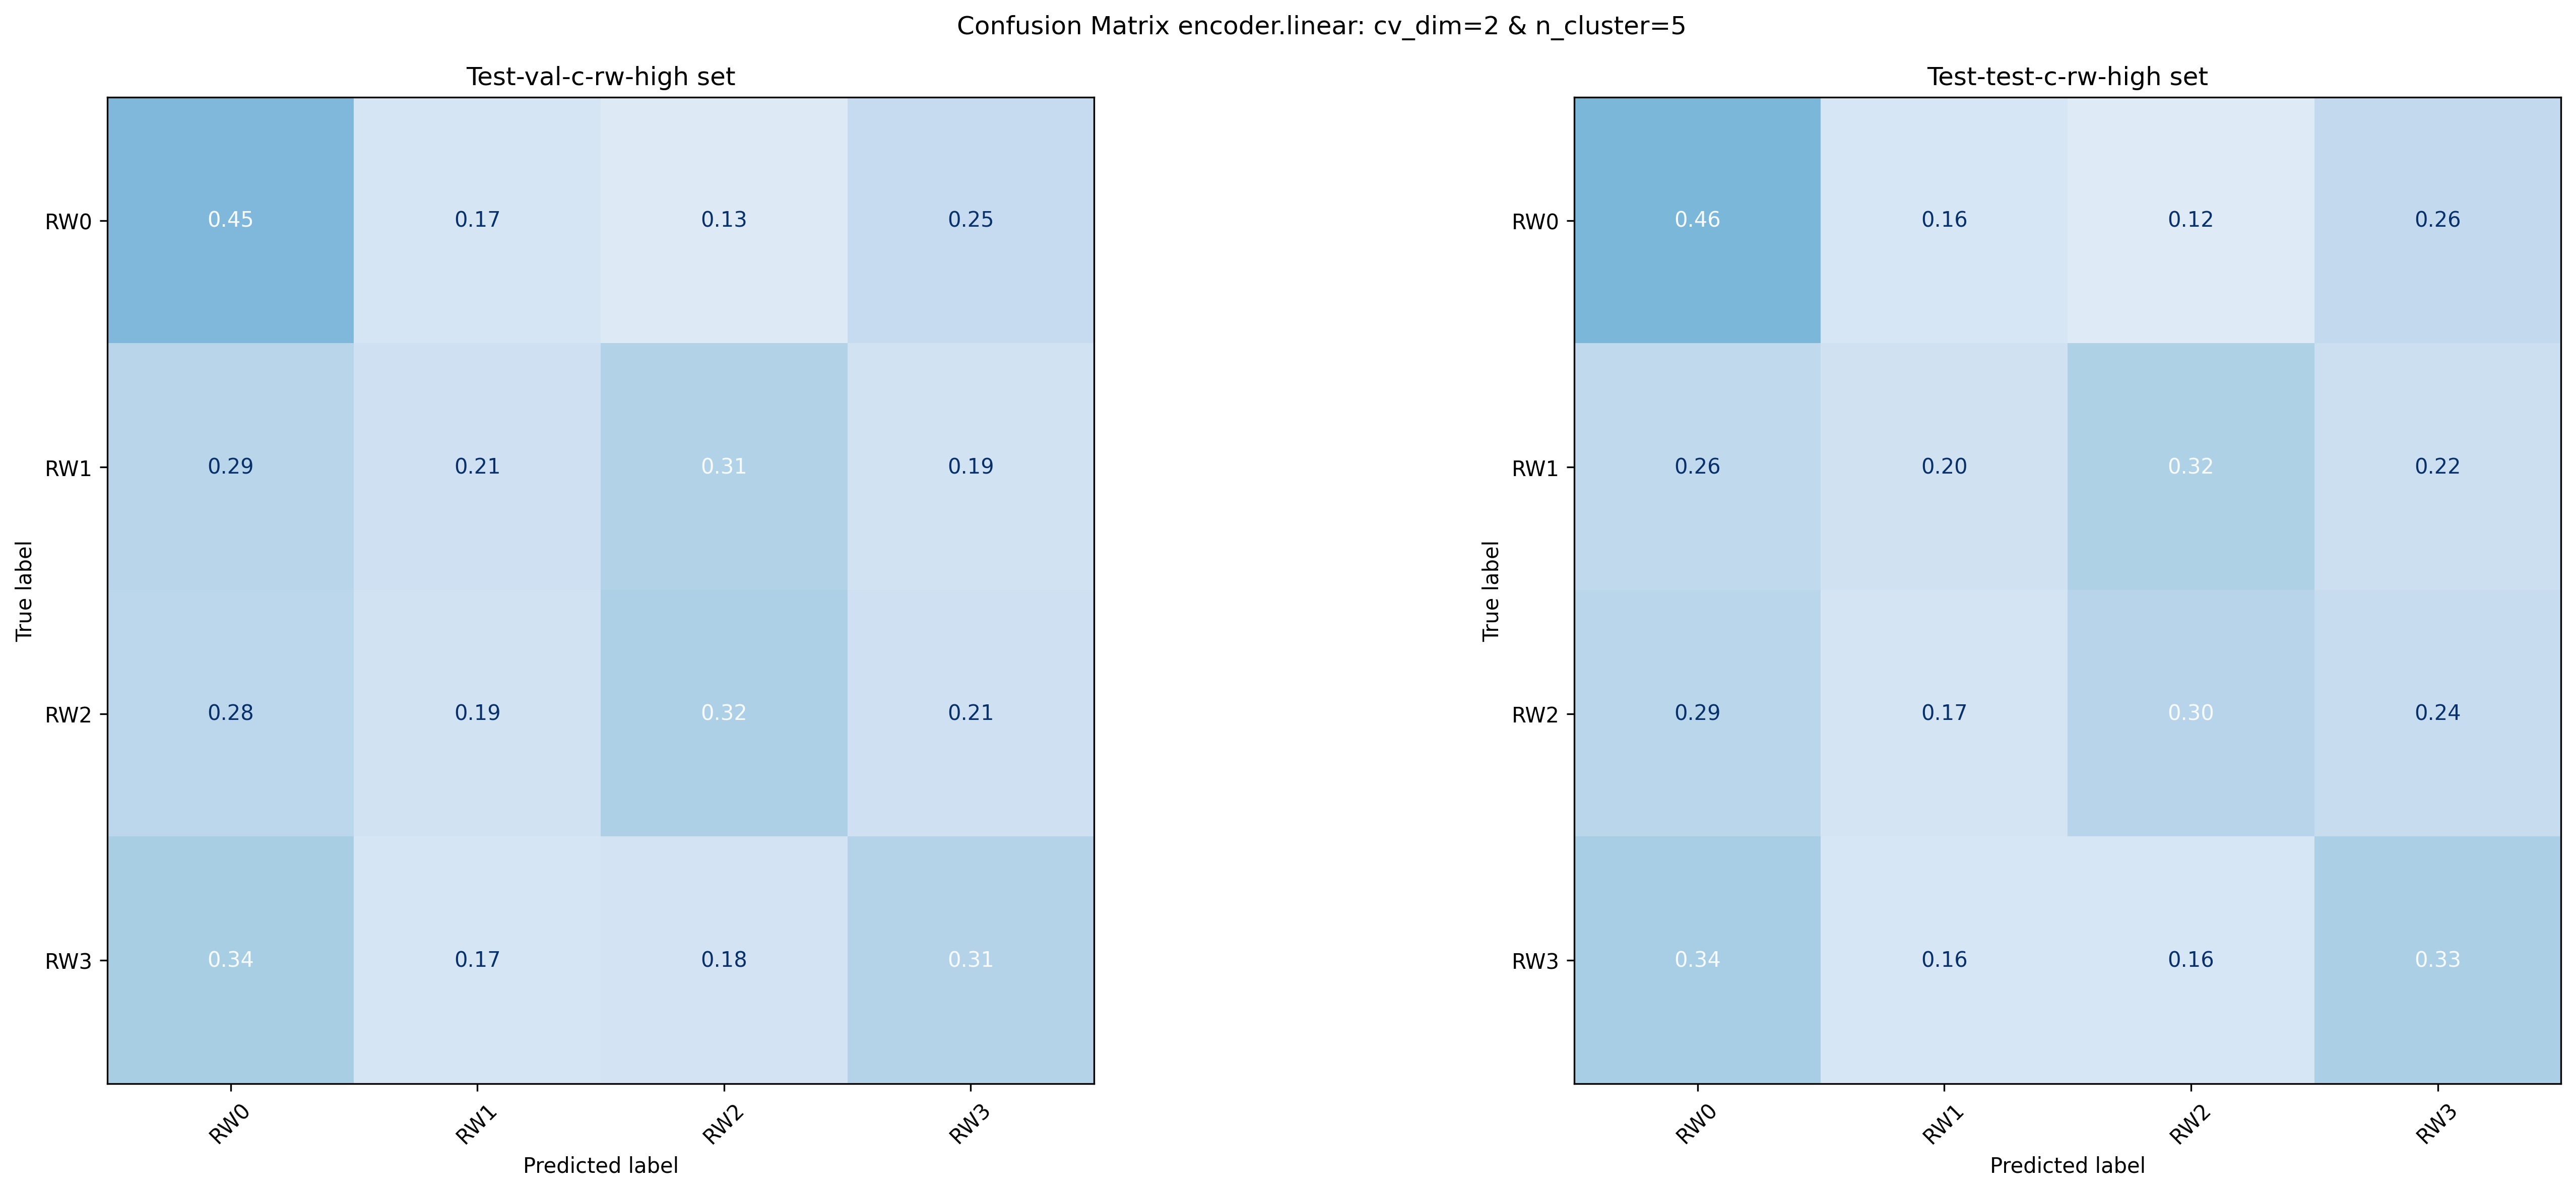 Confusion Matrix encoder.linear: cv_dim=2 & n_cluster=5
Test-val-c-rw-high set
True label
RW0 0.45 0.17 0.13 0.25
RW1 0.29 0.21 0.31 0.19
RW2 0.28 0.19 0.32 0.21
RW3 0.34 0.17 0.18 0.31
RW0 RW1 RW2 RW3
Predicted label
Test-test-c-rw-high set
True label
RW0 0.46 0.16 0.12 0.26
RW1 0.26 0.20 0.32 0.22
RW2 0.29 0.17 0.30 0.24
RW3 0.34 0.16 0.16 0.33
RW0 RW1 RW2 RW3
Predicted label